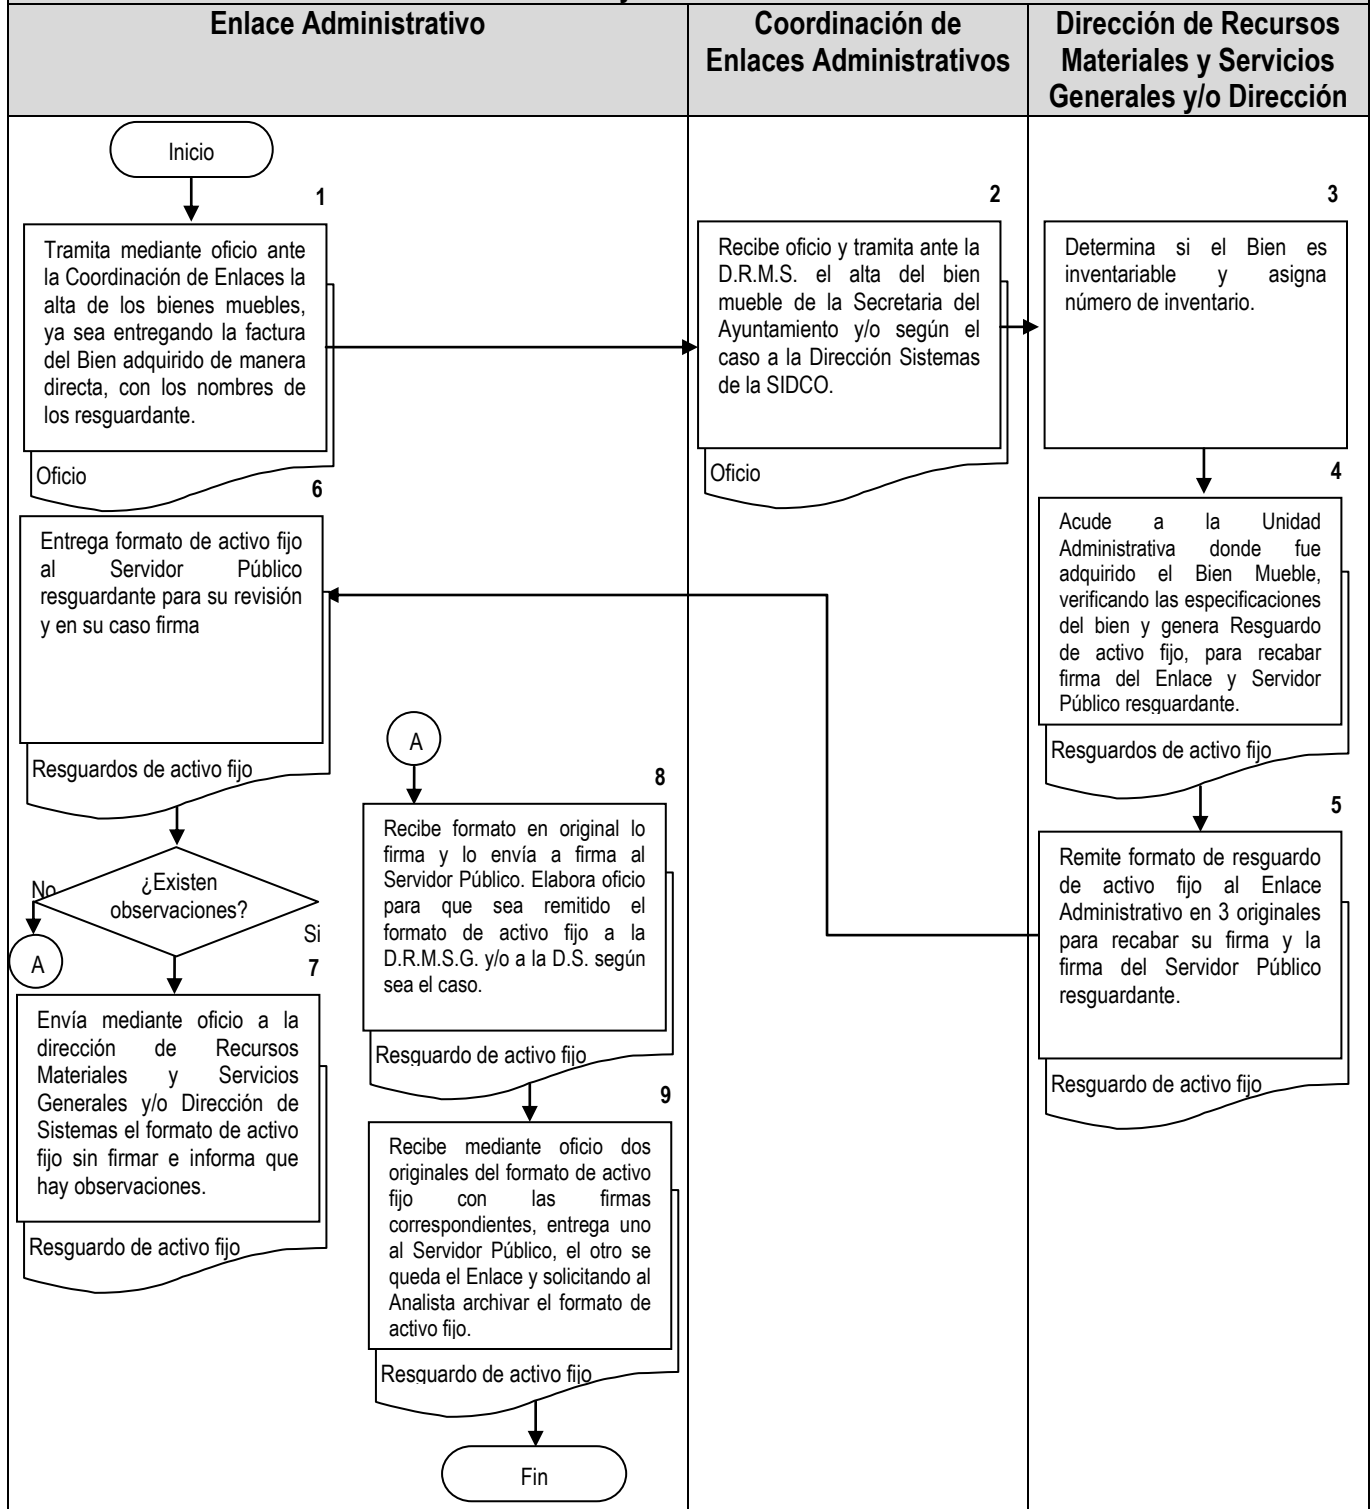 Enlace Administrativo
Coordinación de
Enlaces Administrativos
Dirección de Recursos
Materiales y Servicios
Generales y/o Dirección
Inicio
1
Tramita mediante oficio ante
la Coordinación de Enlaces la
alta de los bienes muebles,
ya sea entregando la factura
del Bien adquirido de manera
directa, con los nombres de
los resguardante.
Oficio
2
Recibe oficio y tramita ante la
D.R.M.S. el alta del bien
mueble de la Secretaria del
Ayuntamiento y/o según el
caso a la Dirección Sistemas
de la SIDCO.
Oficio
3
Determina si el Bien es
inventariable y asigna
número de inventario.
4
Acude a la Unidad
Administrativa donde fue
adquirido el Bien Mueble,
verificando las especificaciones
del bien y genera Resguardo
de activo fijo, para recabar
firma del Enlace y Servidor
Público resguardante.
Resguardos de activo fijo
5
Remite formato de resguardo
de activo fijo al Enlace
Administrativo en 3 originales
para recabar su firma y la
firma del Servidor Público
resguardante.
Resguardo de activo fijo
6
Entrega formato de activo fijo
al Servidor Público
resguardante para su revisión
y en su caso firma
Resguardos de activo fijo
¿Existen
observaciones?
No
A
Si
7
Envía mediante oficio a la
dirección de Recursos
Materiales y Servicios
Generales y/o Dirección de
Sistemas el formato de activo
fijo sin firmar e informa que
hay observaciones.
Resguardo de activo fijo
A
8
Recibe formato en original lo
firma y lo envía a firma al
Servidor Público. Elabora oficio
para que sea remitido el
formato de activo fijo a la
D.R.M.S.G. y/o a la D.S. según
sea el caso.
Resguardo de activo fijo
9
Recibe mediante oficio dos
originales del formato de activo
fijo con las firmas
correspondientes, entrega uno
al Servidor Público, el otro se
queda el Enlace y solicitando al
Analista archivar el formato de
activo fijo.
Resguardo de activo fijo
Fin